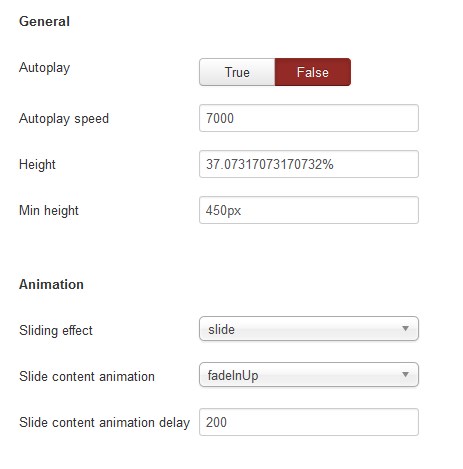 General
Autoplay True False
Autoplay speed 7000
Height 37.07317073170732%
Min height 450px
Animation
Sliding effect slide
Slide content animation fadeInUp
Slide content animation delay 200